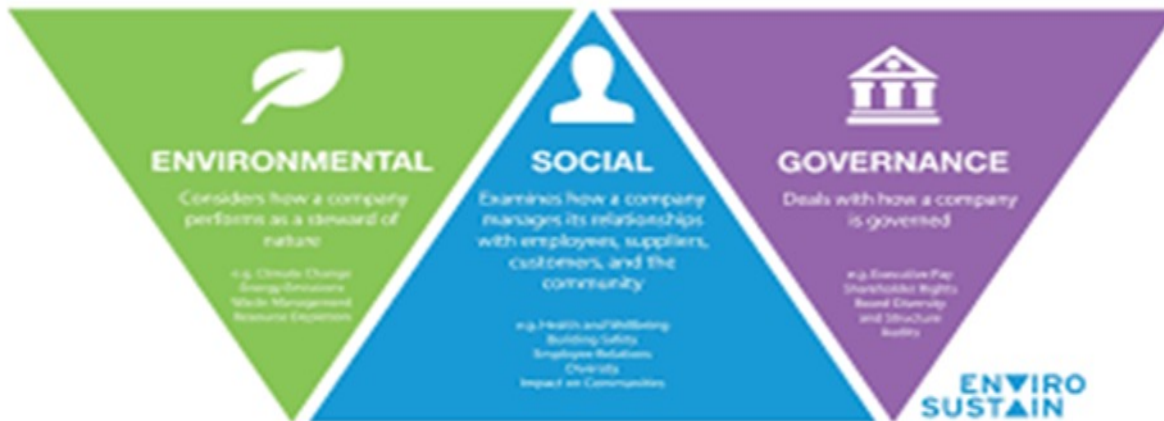 ENVIRONMENTAL
Considers how a company
performs as a steward of
nature
e.g. Climate Change
Energy Emissions
Waste Management
Resource Depletion
SOCIAL
Examines how a company
manages its relationships
with employees, suppliers,
customers, and the
community
e.g. Health and Wellbeing
Building Safety
Employee Relations
Diversity
Impact on Communities
GOVERNANCE
Deals with how a company
is governed
e.g. Executive Pay
Shareholder Rights
Board Diversity
and Structure
ENVIRO
SUSTAIN